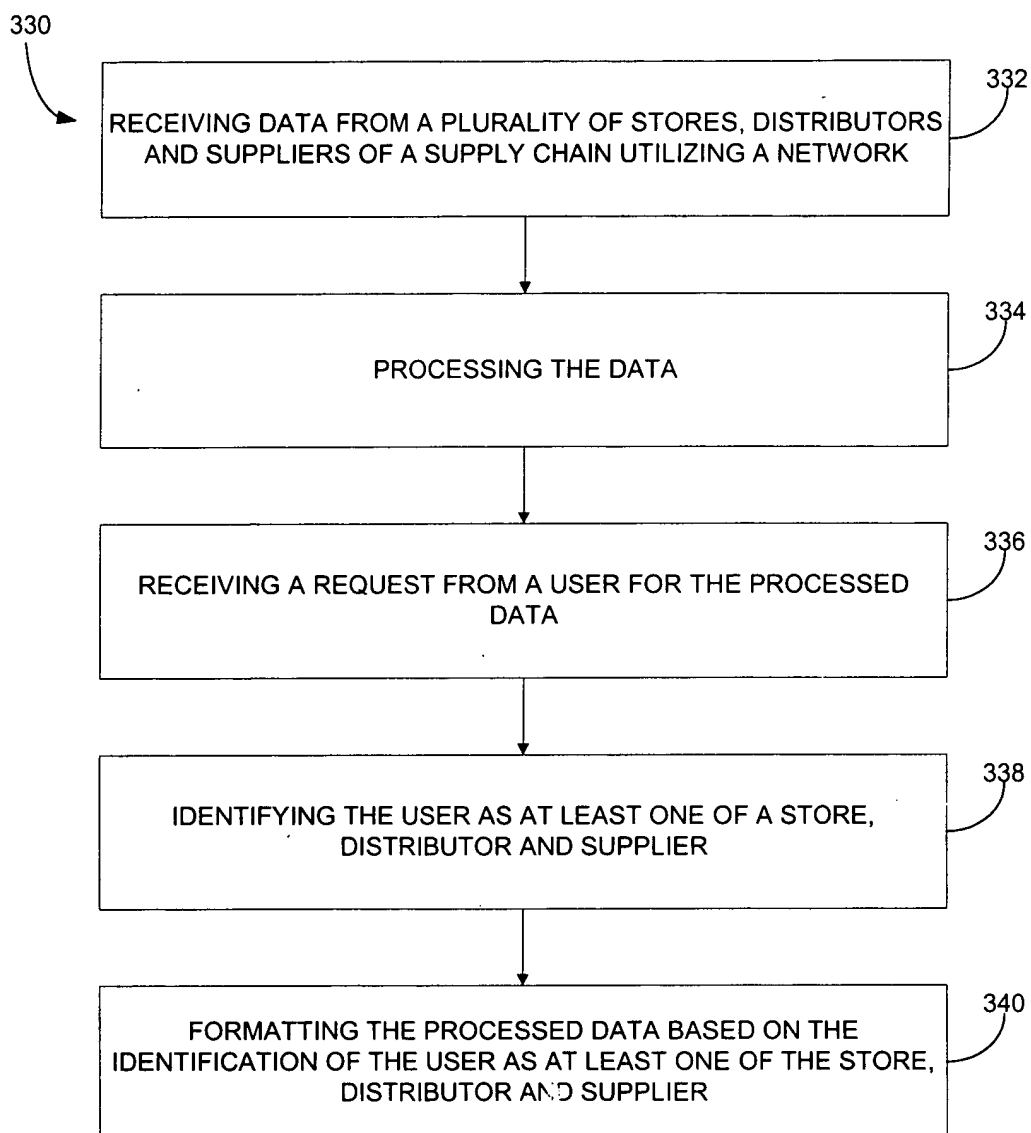 330
332
RECEIVING DATA FROM A PLURALITY OF STORES, DISTRIBUTORS
AND SUPPLIERS OF A SUPPLY CHAIN UTILIZING A NETWORK
334
PROCESSING THE DATA
336
RECEIVING A REQUEST FROM A USER FOR THE PROCESSED
DATA
338
IDENTIFYING THE USER AS AT LEAST ONE OF A STORE,
DISTRIBUTOR AND SUPPLIER
340
FORMATTING THE PROCESSED DATA BASED ON THE
IDENTIFICATION OF THE USER AS AT LEAST ONE OF THE STORE,
DISTRIBUTOR AND SUPPLIER